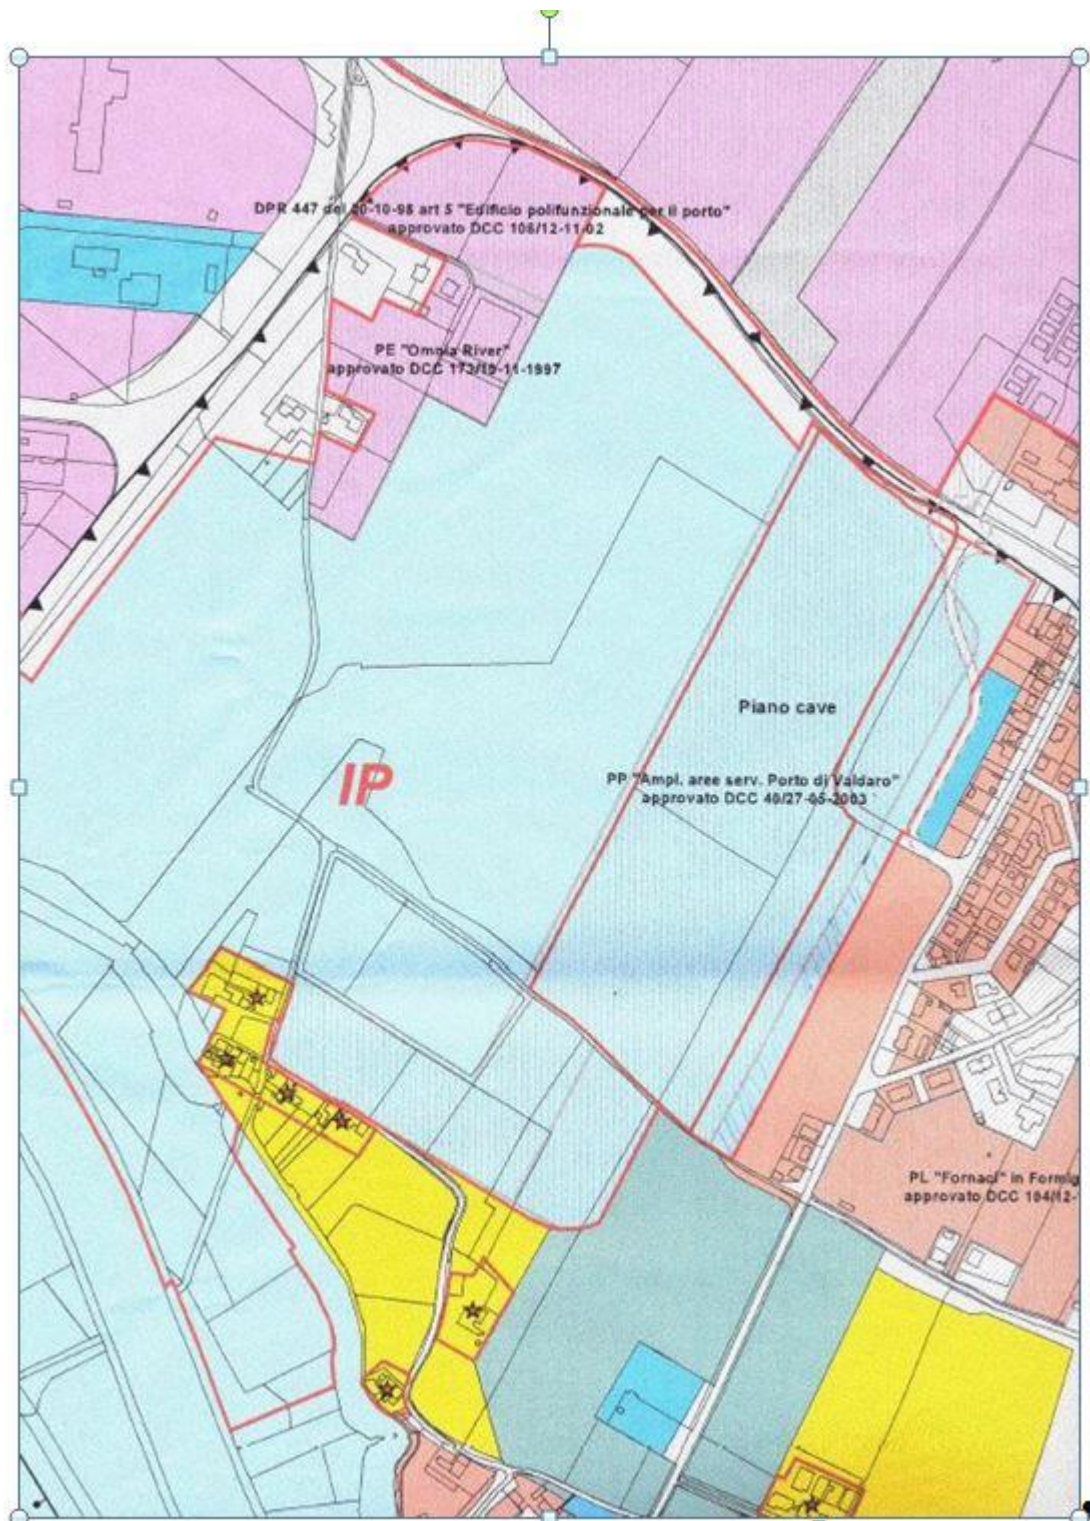 DPR 447 del 20-10-98 art 5 "Edificio polifunzionale per il porto"
approvato DCC 106/12-11-02
PE "Omnia River"
approvato DCC 173/19-11-1997
Piano cave
IP
PP "Ampl. aree serv. Porto di Valdaro"
approvato DCC 40/27-05-2003
PL "Fornaci" in Formig
approvato DCC 184/12-